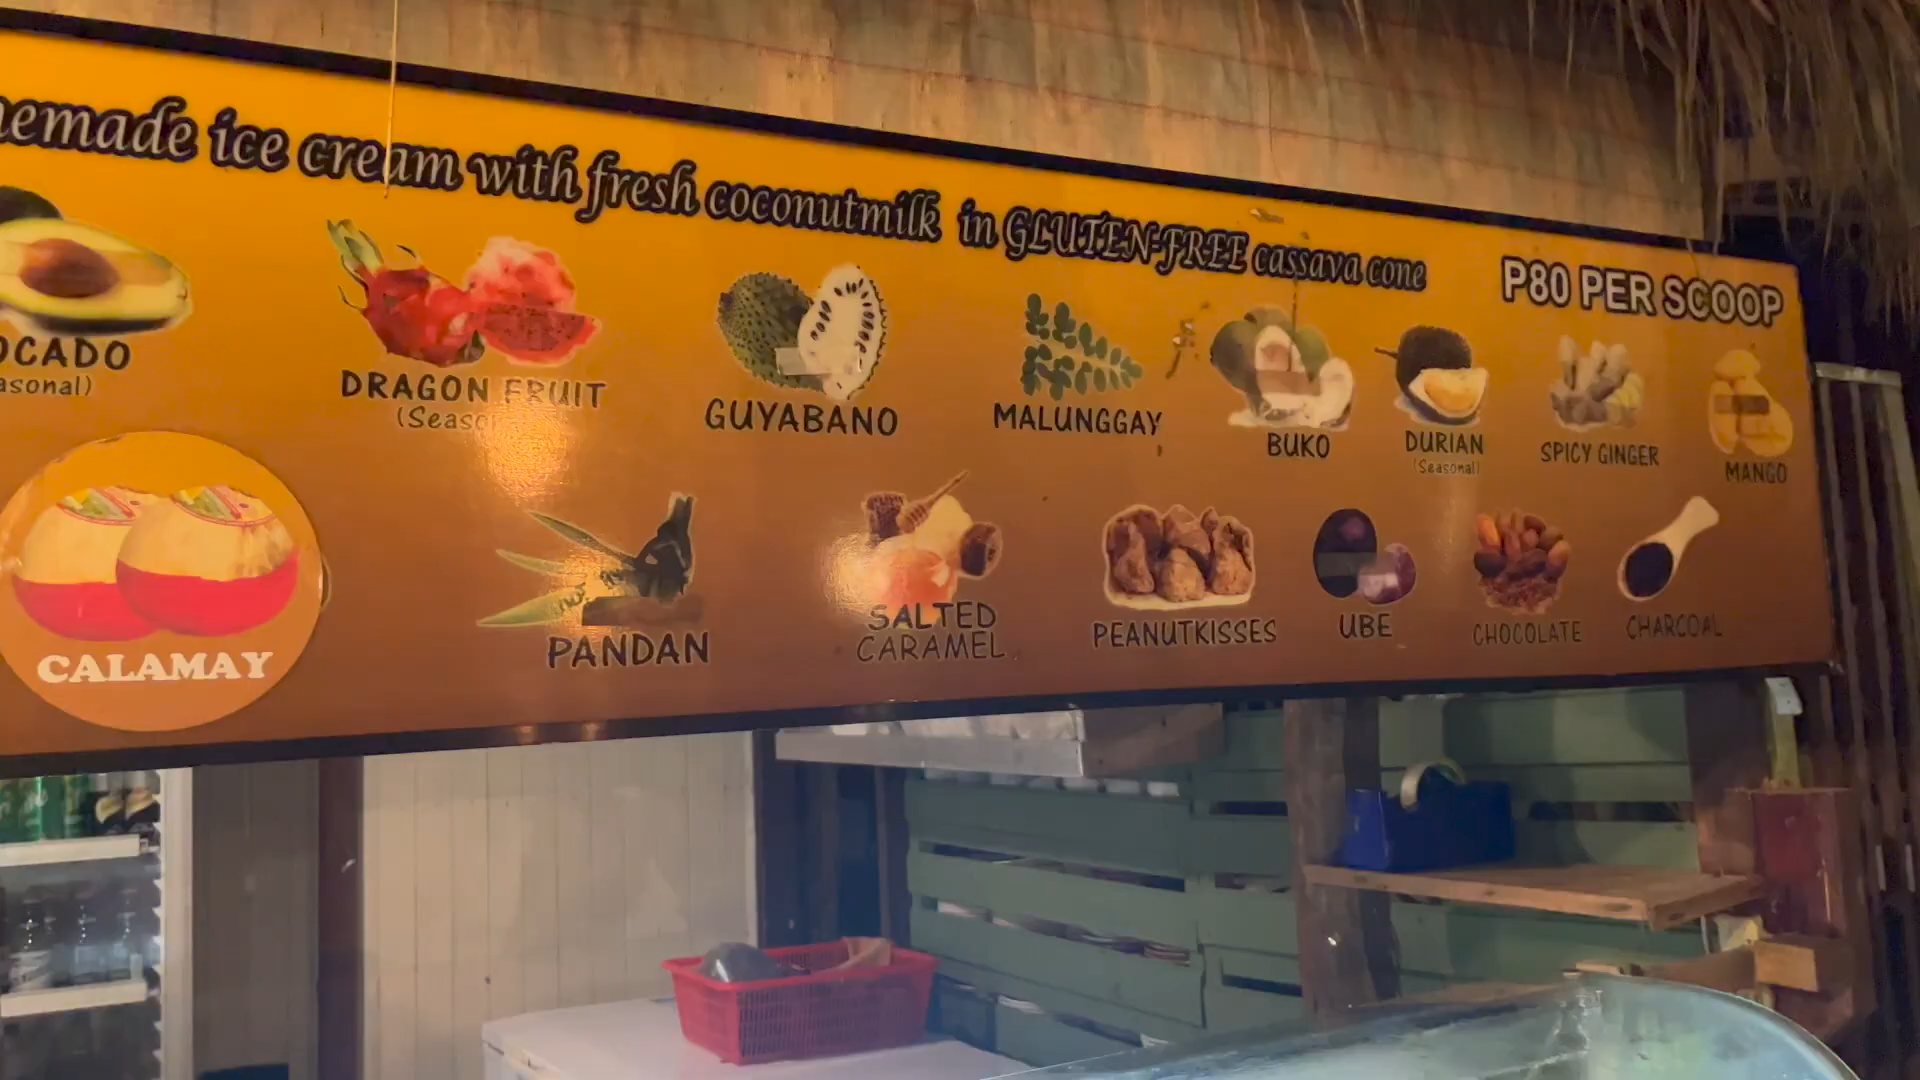 emade ice cream with fresh coconutmilk in GLUTEN-FREE cassava cone
P80 PER SCOOP
OCADO
asonal)
DRAGON FRUIT
(Seaso
GUYABANO
MALUNGGAY
BUKO
DURIAN
(Seasonal)
SPICY GINGER
MANGO
CALAMAY
PANDAN
SALTED
CARAMEL
PEANUTKISSES
UBE
CHOCOLATE
CHARCOAL